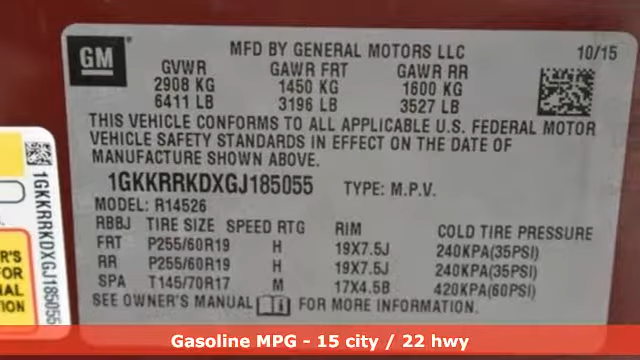 GM
MFD BY GENERAL MOTORS LLC
10/15
GVWR GAWR FRT GAWR RR
2908 KG 1450 KG 1600 KG
6411 LB 3196 LB 3527 LB
THIS VEHICLE CONFORMS TO ALL APPLICABLE U.S. FEDERAL MOTOR
VEHICLE SAFETY STANDARDS IN EFFECT ON THE DATE OF
MANUFACTURE SHOWN ABOVE.
1GKKRRKDXGJ185055 TYPE: M.P.V.
MODEL: R14526
RBBJ TIRE SIZE SPEED RTG RIM COLD TIRE PRESSURE
FRT P255/60R19 H 19X7.5J 240KPA(35PSI)
RR P255/60R19 H 19X7.5J 240KPA(35PSI)
SPA T145/70R17 M 17X4.5B 420KPA(60PSI)
SEE OWNER'S MANUAL FOR MORE INFORMATION.
1GKKRRKDXGJ185055
FOR
Gasoline MPG - 15 city / 22 hwy